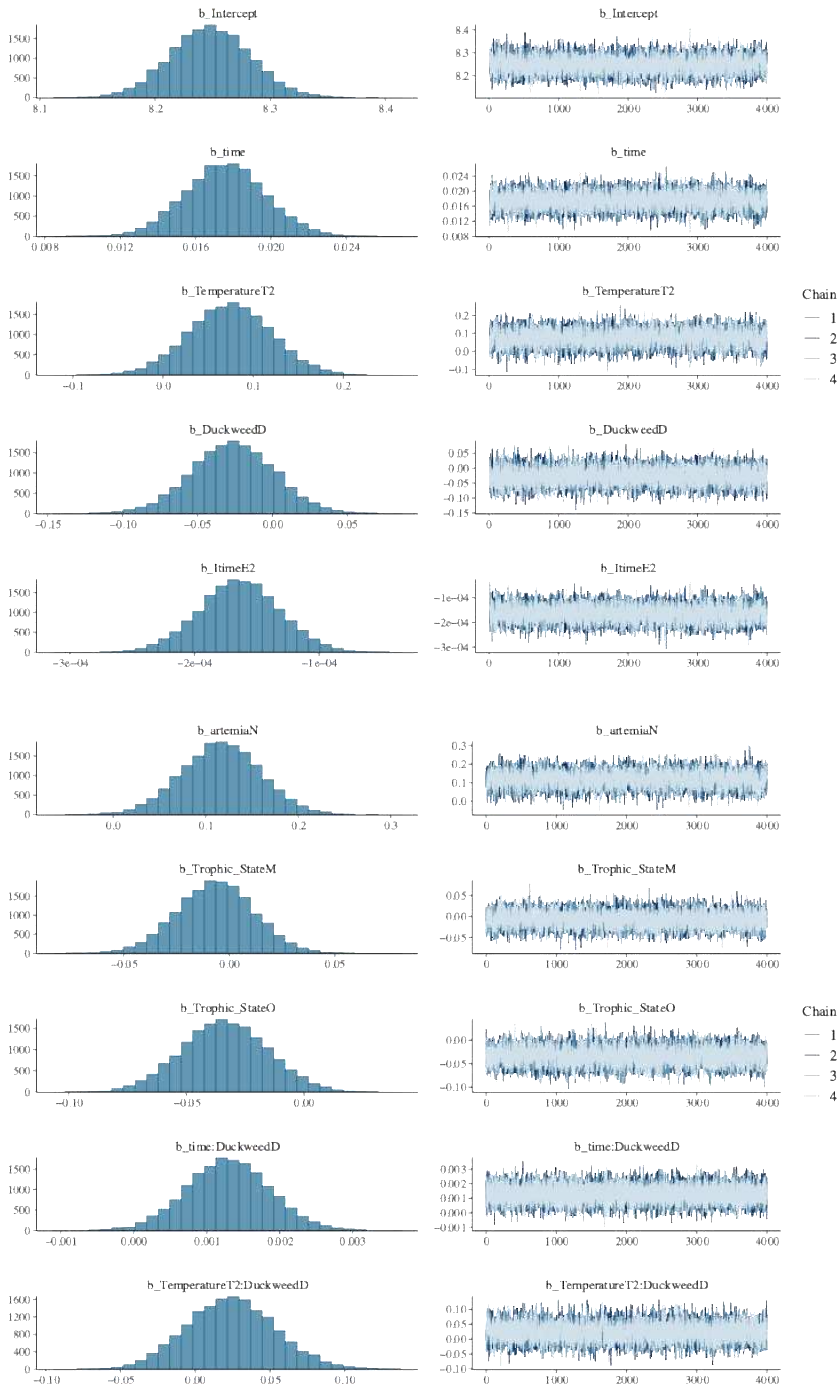 b_Intercept b_Intercept
1500 8.4
1000 8.3
500 8.2
0
8.1 8.2 8.3 8.4 0 1000 2000 3000 4000
b_time b_time
1500 0.024
1000 0.020
500 0.016
0 0.012
0.008
0.008 0.012 0.016 0.020 0.024 0 1000 2000 3000 4000
b_TemperatureT2 b_TemperatureT2
Chain
1500 0.2 1
1000 0.1 2
500 0.0 3
0 −0.1 4
−0.1 0.0 0.1 0.2 0 1000 2000 3000 4000
b_DuckweedD b_DuckweedD
1500 0.05
1000 0.00
500 −0.05
0 −0.10
−0.15
−0.15 −0.10 −0.05 0.00 0.05 0 1000 2000 3000 4000
b_ItimeE2 b_ItimeE2
1500 −1e−04
1000 −2e−04
500 −3e−04
0
−3e−04 −2e−04 −1e−04 0 1000 2000 3000 4000
b_artemiaN b_artemiaN
1500 0.3
1000 0.2
500 0.1
0 0.0
0.0 0.1 0.2 0.3 0 1000 2000 3000 4000
b_Trophic_StateM b_Trophic_StateM
1500 0.05
1000 0.00
500 −0.05
0
−0.05 0.00 0.05 0 1000 2000 3000 4000
b_Trophic_StateO b_Trophic_StateO
Chain
1500 0.00 1
1000 −0.05 2
500 −0.10 3
0 4
−0.10 −0.05 0.00 0 1000 2000 3000 4000
b_time:DuckweedD b_time:DuckweedD
1500 0.003
1000 0.002
500 0.001
0 0.000
−0.001
−0.001 0.000 0.001 0.002 0.003 0 1000 2000 3000 4000
b_TemperatureT2:DuckweedD b_TemperatureT2:DuckweedD
1600 0.10
1200 0.05
800 0.00
400 −0.05
0 −0.10
−0.10 −0.05 0.00 0.05 0.10 0 1000 2000 3000 4000